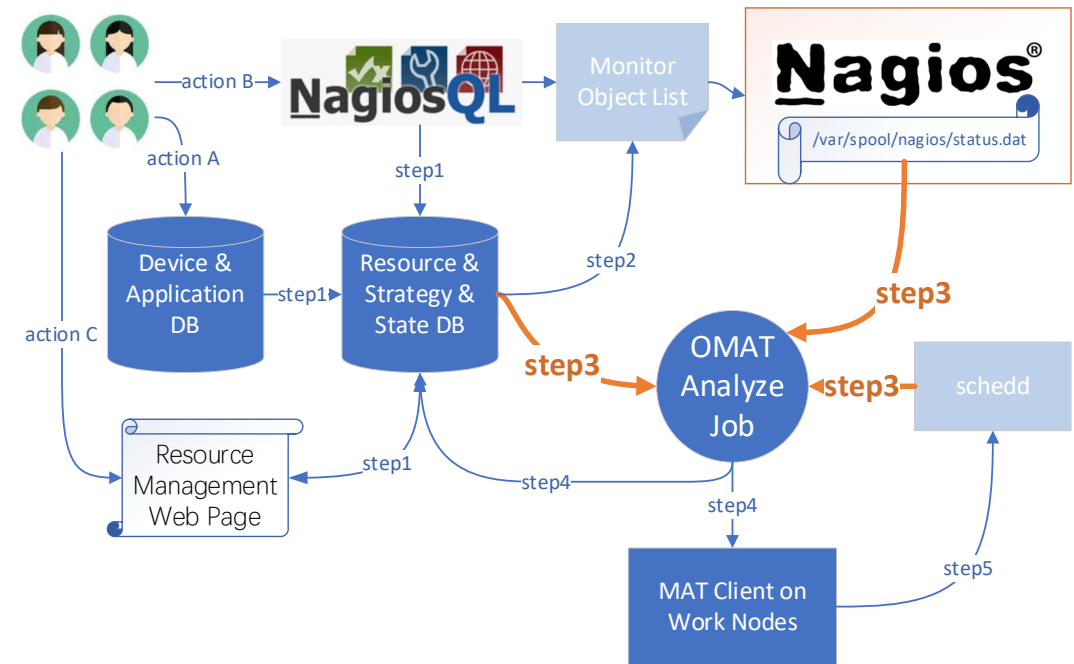 action B
NagiosQL
Monitor
Object List
Nagios®
/var/spool/nagios/status.dat
action A
step1
Device &
Application
DB
step1
Resource &
Strategy &
State DB
step2
step3
action C
step3
OMAT
Analyze
Job
step3
schedd
Resource
Management
Web Page
step1
step4
step4
MAT Client on
Work Nodes
step5